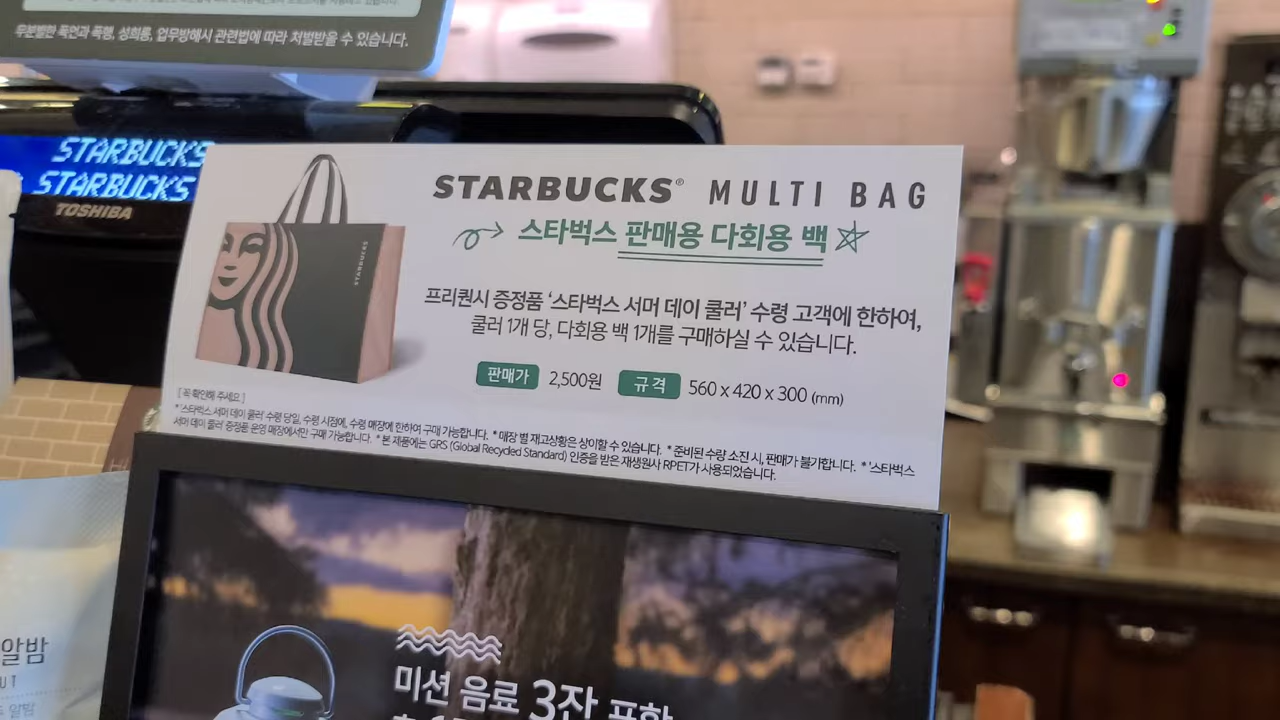 무분별한 폭언과 폭행, 성희롱, 업무방해시 관련법에 따라 처벌받을 수 있습니다.
STARBUCKS
STARBUCKS
TOSHIBA
STARBUCKS
STARBUCKS® MULTI BAG
스타벅스 판매용 다회용 백
프리퀀시 증정품 ‘스타벅스 서머 데이 쿨러’ 수령 고객에 한하여,
쿨러 1개 당, 다회용 백 1개를 구매하실 수 있습니다.
판매가 2,500원 규격 560 x 420 x 300 (mm)
[ 꼭 확인해 주세요 ]
* ‘스타벅스 서머 데이 쿨러’ 수령 당일, 수령 시점에, 수령 매장에 한하여 구매 가능합니다. * 매장 별 재고상황은 상이할 수 있습니다. * 준비된 수량 소진 시, 판매가 불가합니다. * ‘스타벅스
서머 데이 쿨러’ 증정품 운영 매장에서만 구매 가능합니다. * 본 제품에는 GRS (Global Recycled Standard) 인증을 받은 재생원사 RPET가 사용되었습니다.
미션 음료 3잔 포함
알밤
알밤